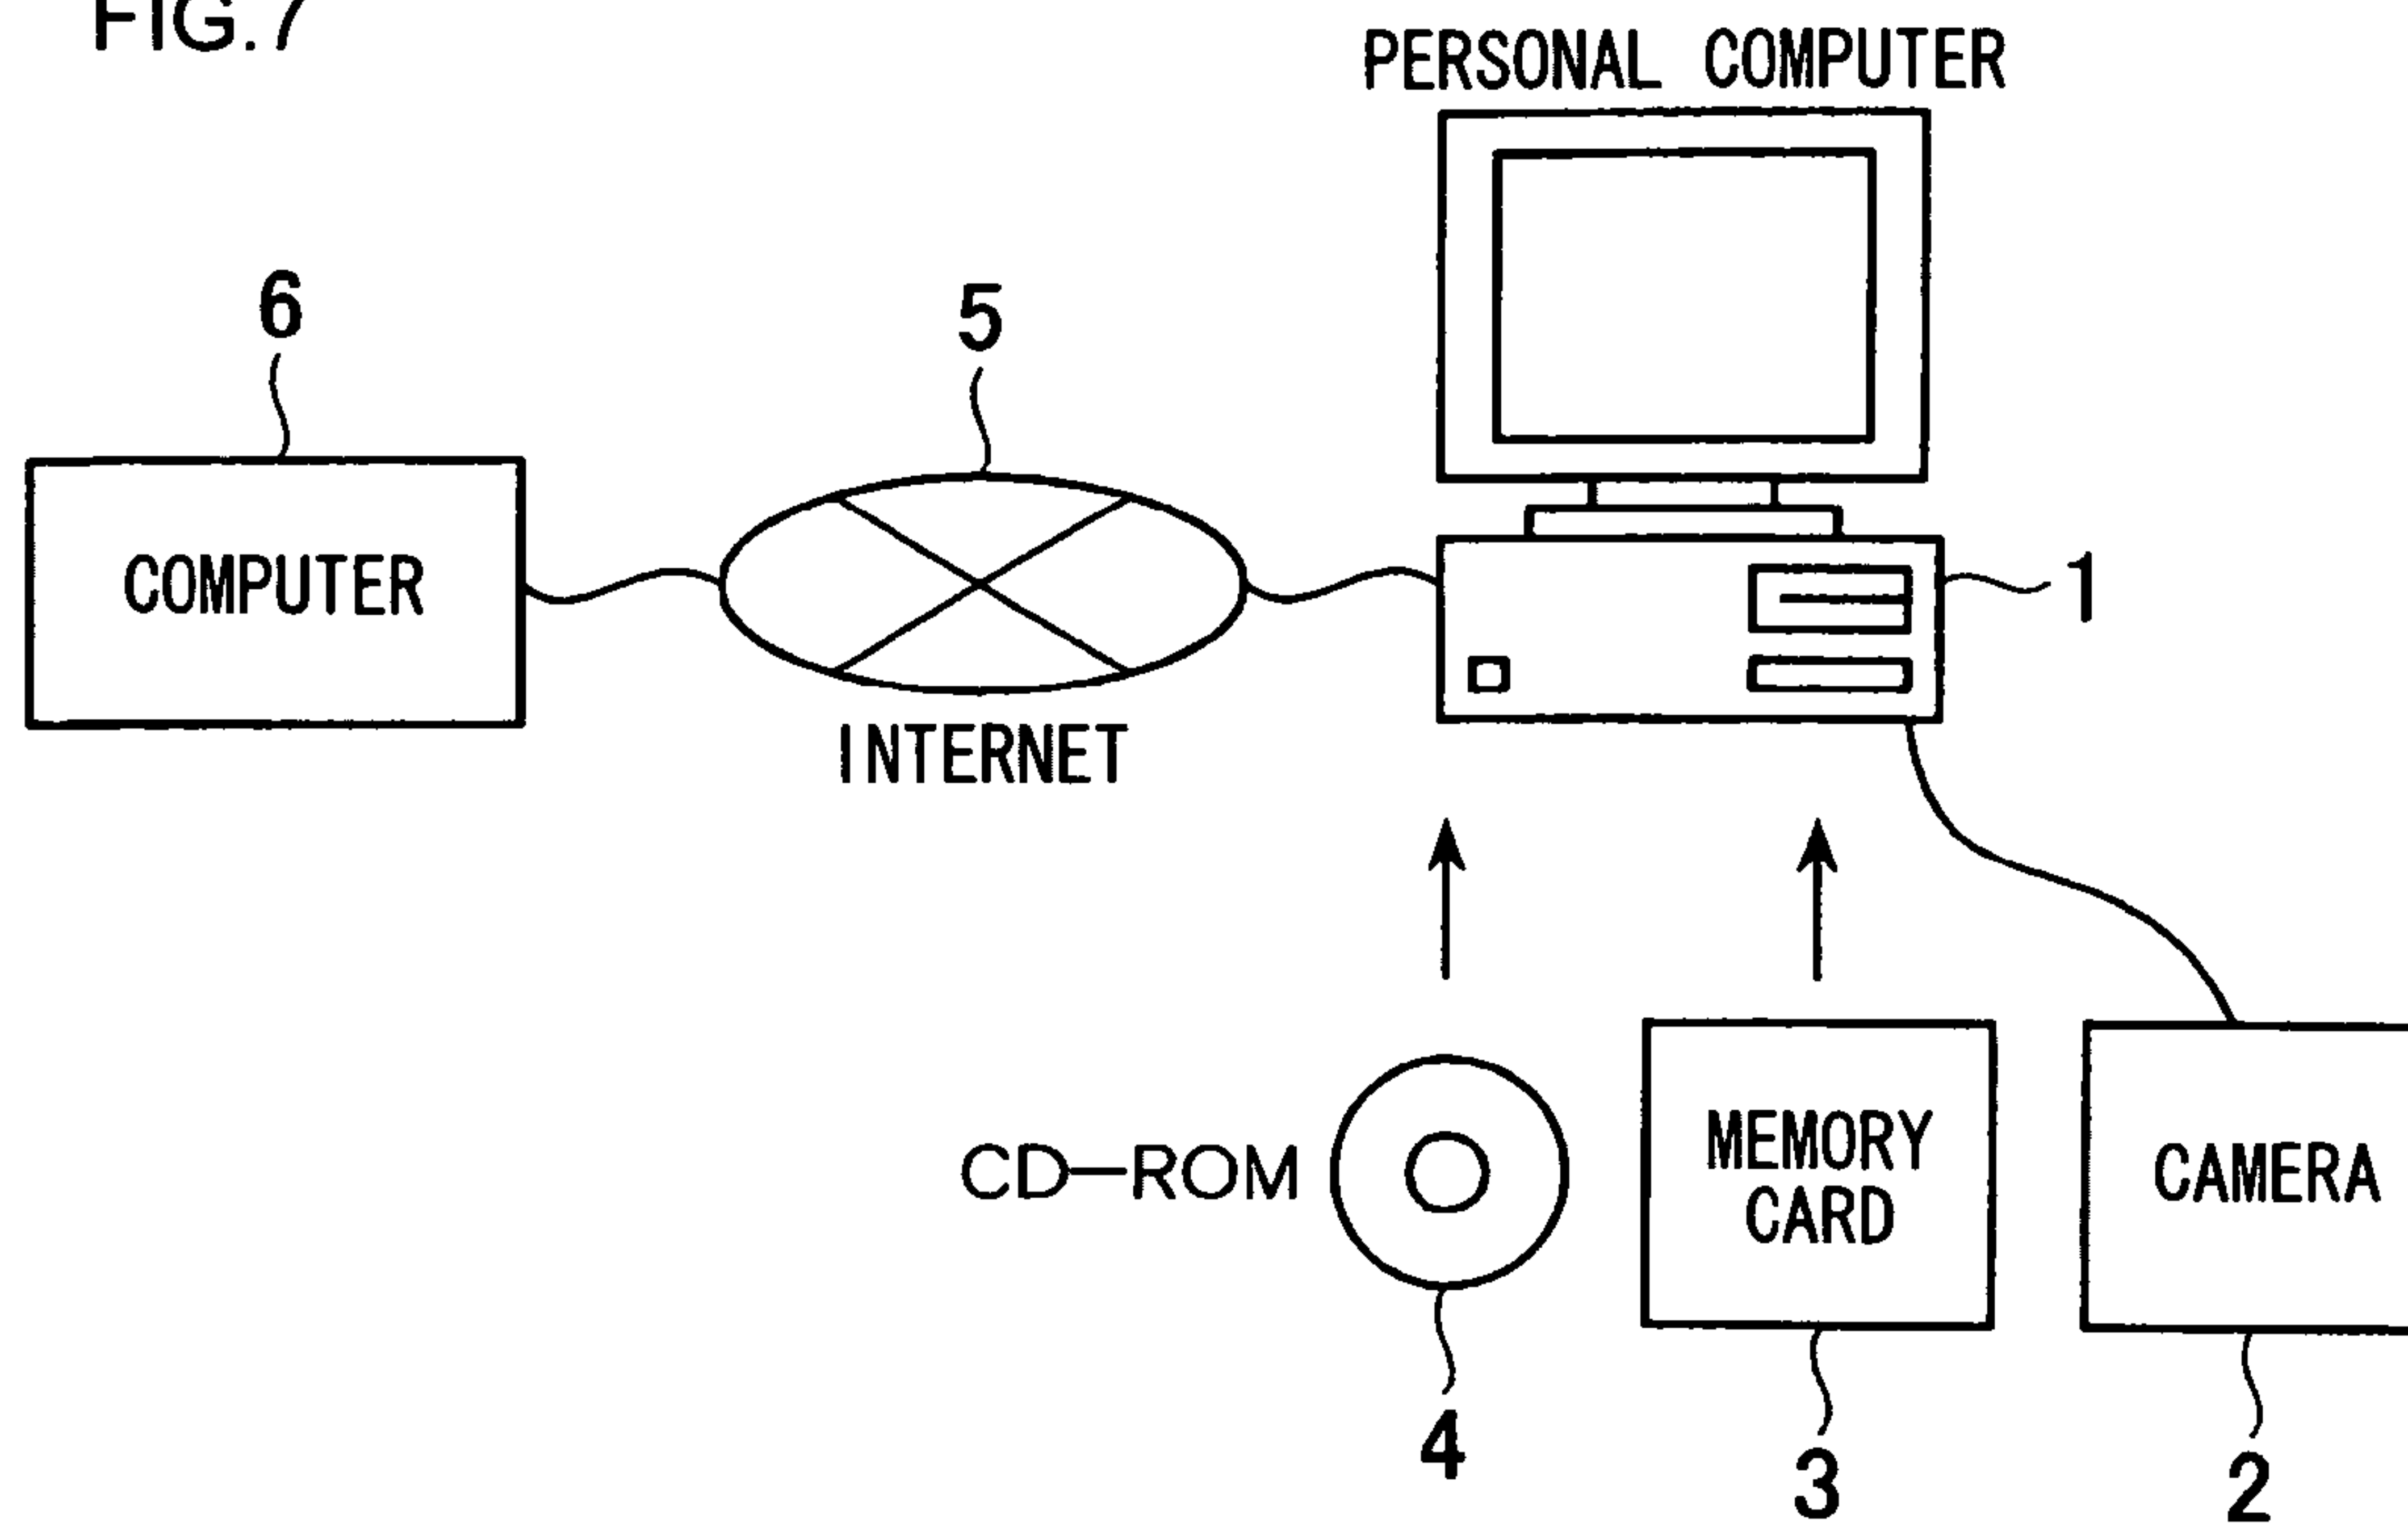 FIG.7
PERSONAL COMPUTER
6
5
COMPUTER
1
INTERNET
CD-ROM
MEMORY
CARD
CAMERA
4
3
2